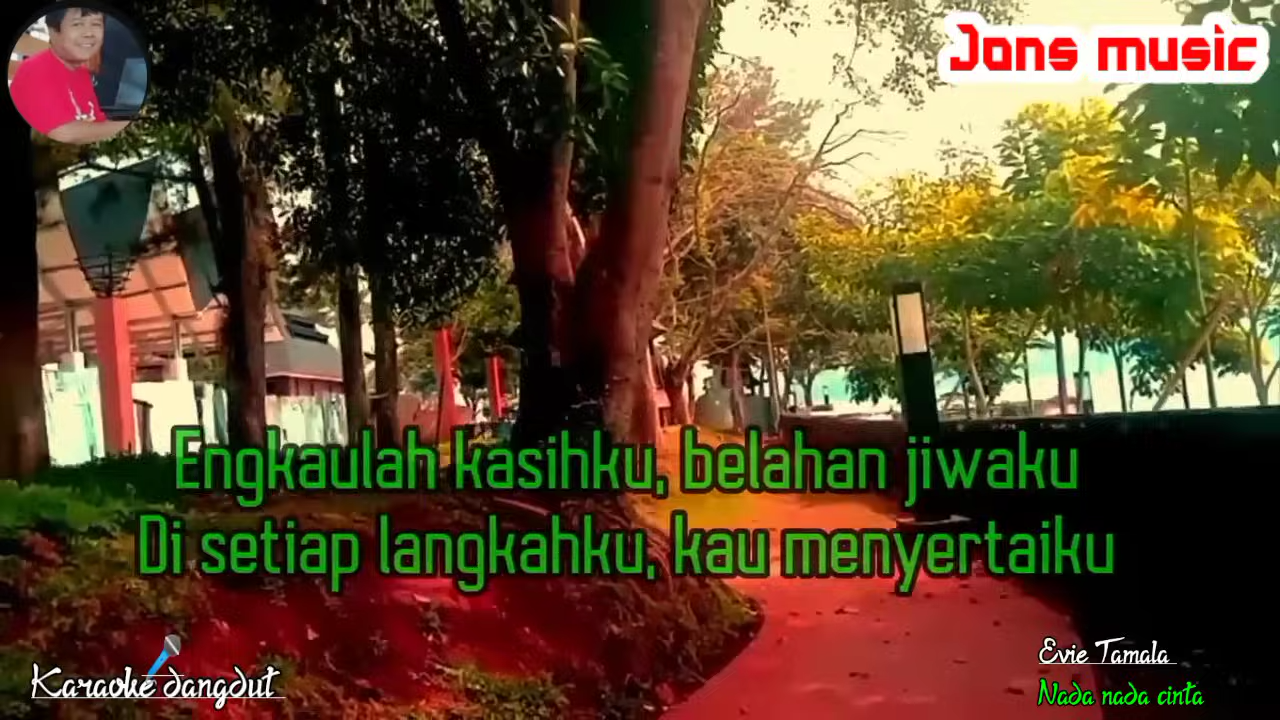 Jons music
Engkaulah kasihku, belahan jiwaku
Di setiap langkahku, kau menyertaiku
Karaoke dangdut
Evie Tamala
Nada nada cinta